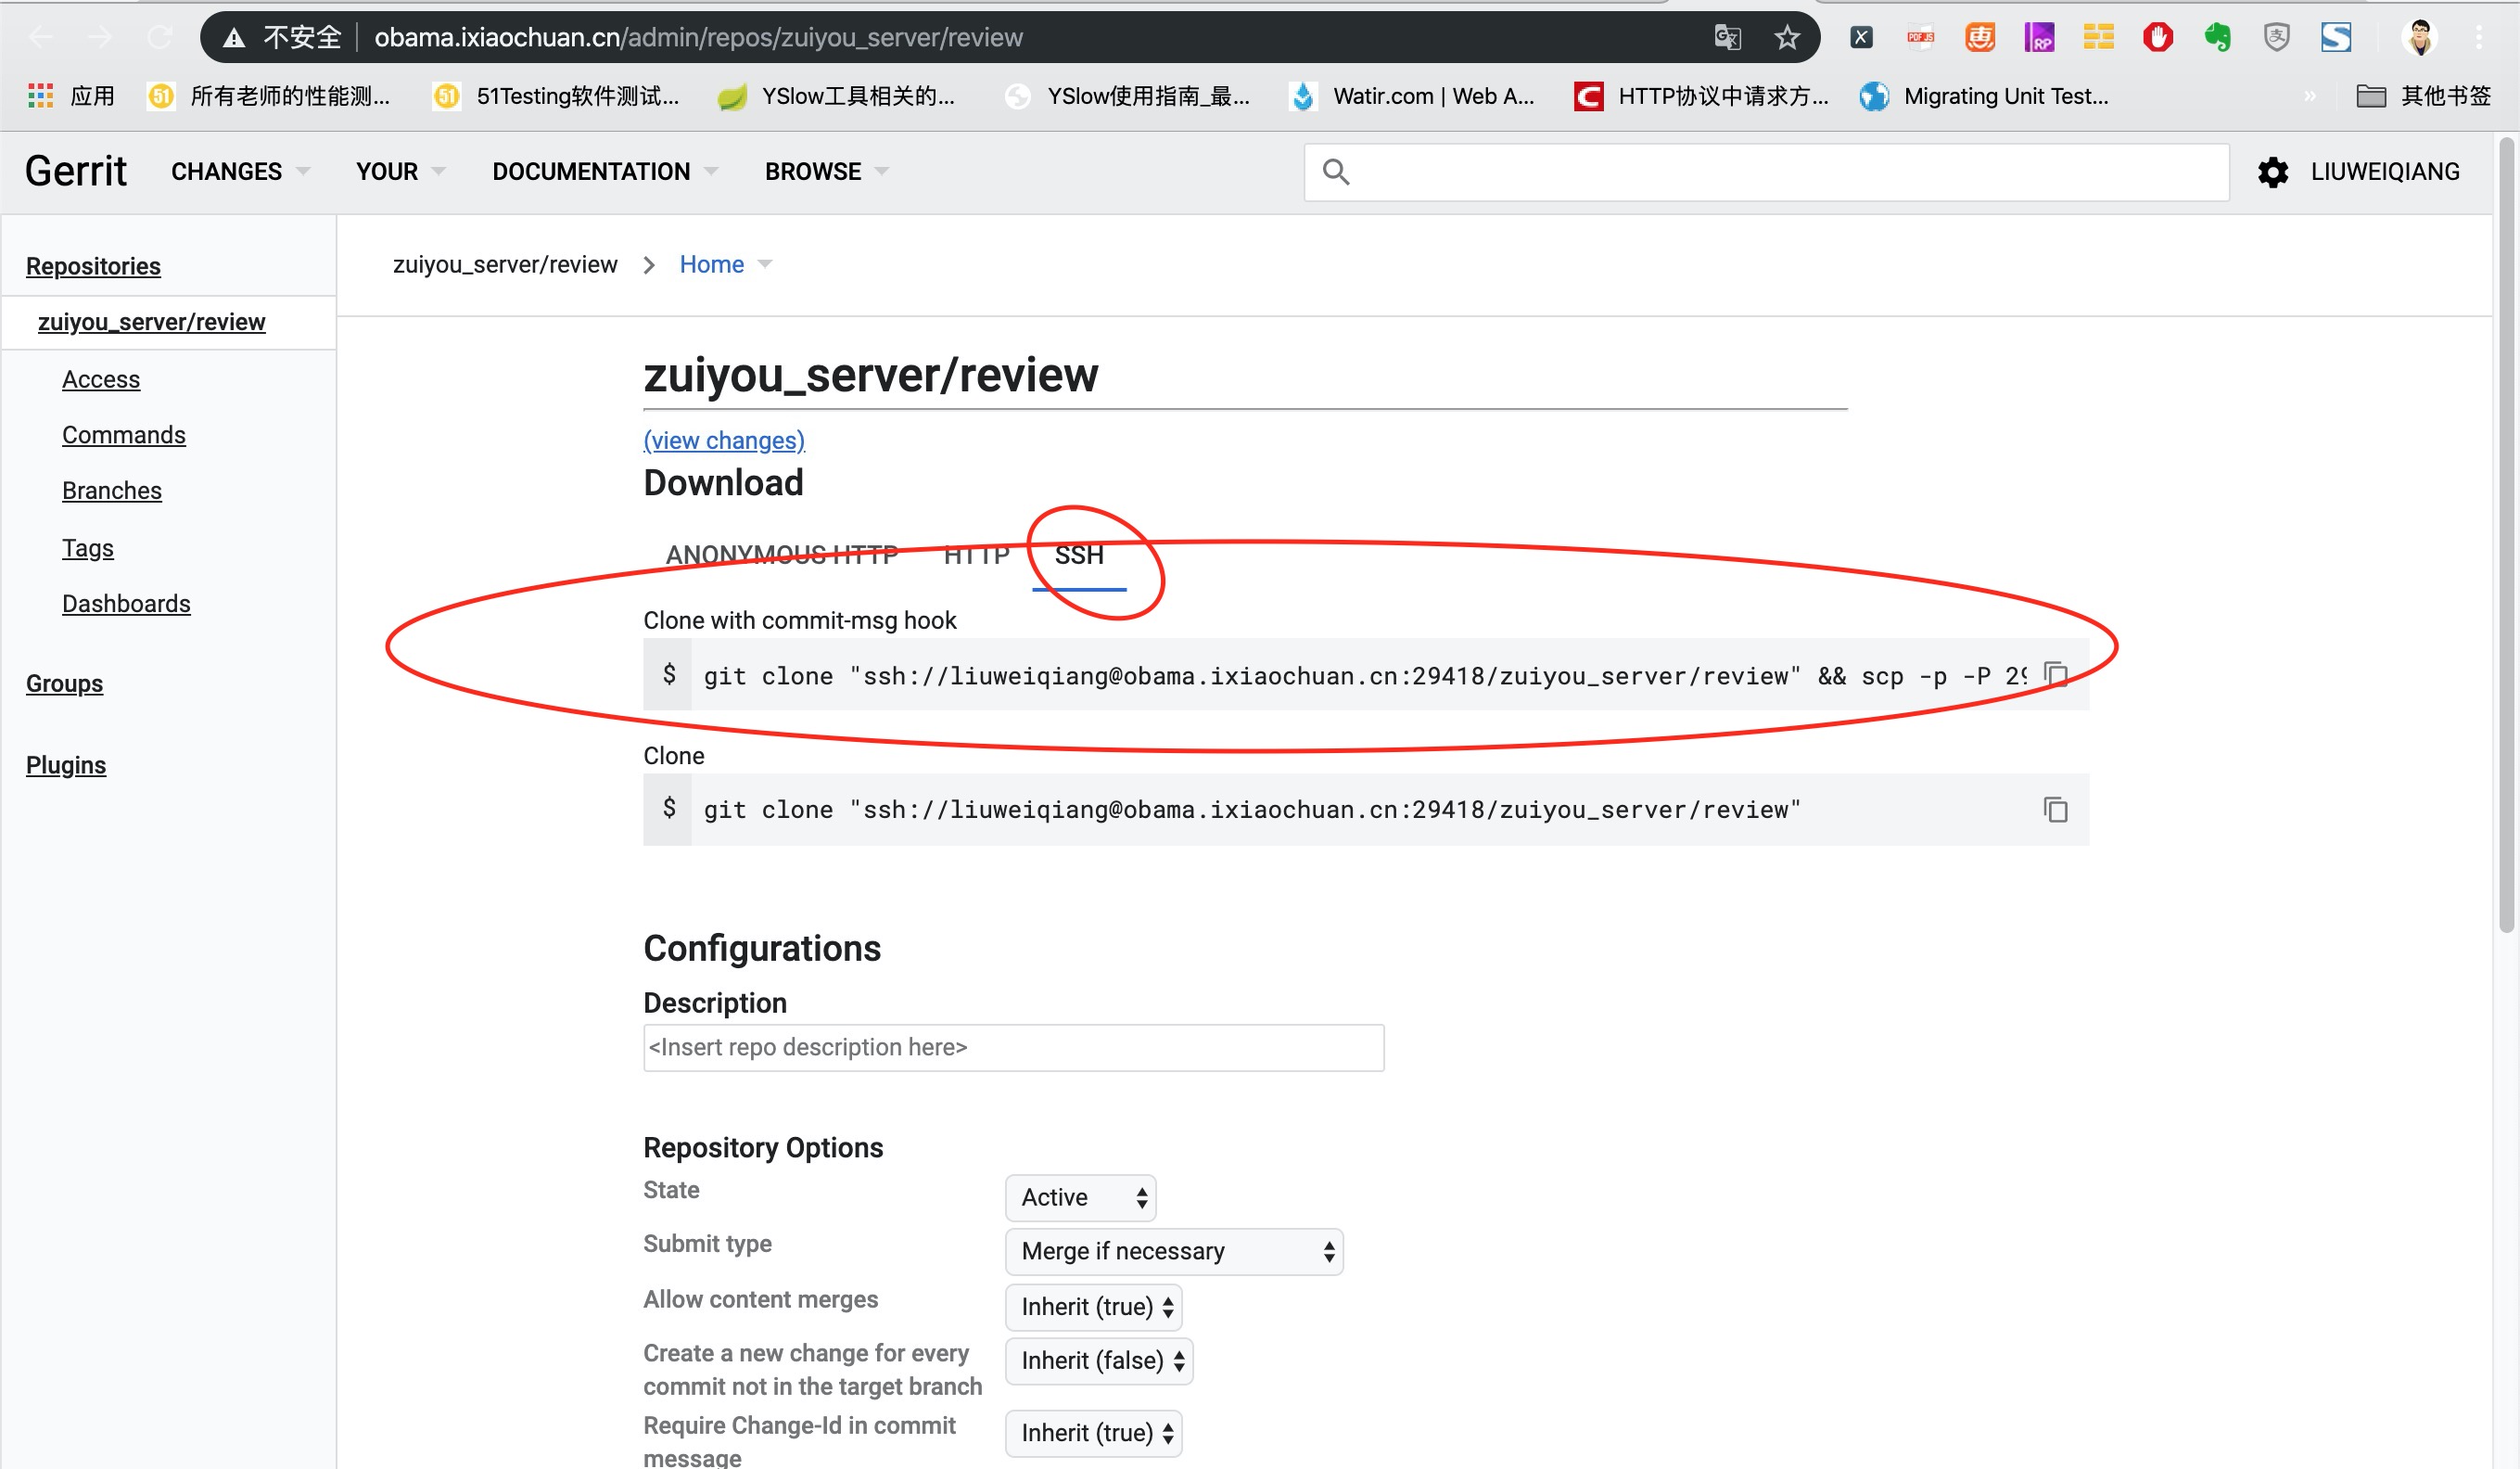 不安全 obama.ixiaochuan.cn/admin/repos/zuiyou_server/review
应用 所有老师的性能测... 51Testing软件测试... YSlow工具相关的... YSlow使用指南_最... Watir.com | Web A... HTTP协议中请求方... Migrating Unit Test... » 其他书签
Gerrit CHANGES YOUR DOCUMENTATION BROWSE LIUWEIQIANG
Repositories
zuiyou_server/review
Access
Commands
Branches
Tags
Dashboards
Groups
Plugins
zuiyou_server/review > Home
zuiyou_server/review
(view changes)
Download
ANONYMOUS HTTP HTTP SSH
Clone with commit-msg hook
$ git clone "ssh://liuweiqiang@obama.ixiaochuan.cn:29418/zuiyou_server/review" && scp -p -P 29
Clone
$ git clone "ssh://liuweiqiang@obama.ixiaochuan.cn:29418/zuiyou_server/review"
Configurations
Description
<Insert repo description here>
Repository Options
State Active
Submit type Merge if necessary
Allow content merges Inherit (true)
Create a new change for every
commit not in the target branch Inherit (false)
Require Change-Id in commit
message Inherit (true)